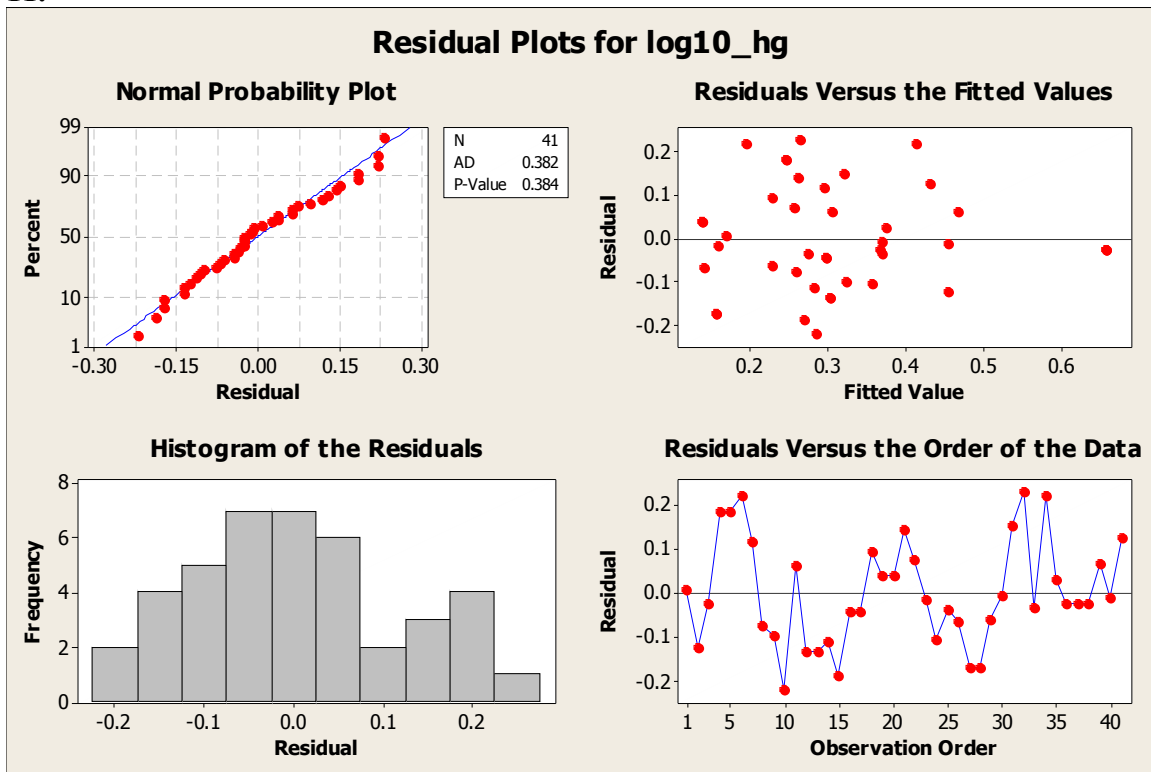 Residual Plots for log10_hg
Normal Probability Plot
99
90
50
10
1
Percent
-0.30 -0.15 0.00 0.15 0.30
Residual
N 41
AD 0.382
P-Value 0.384
Residuals Versus the Fitted Values
0.2
0.1
0.0
-0.1
-0.2
Residual
0.2 0.3 0.4 0.5 0.6
Fitted Value
Histogram of the Residuals
8
6
4
2
0
Frequency
-0.2 -0.1 0.0 0.1 0.2
Residual
Residuals Versus the Order of the Data
0.2
0.1
0.0
-0.1
-0.2
Residual
1 5 10 15 20 25 30 35 40
Observation Order